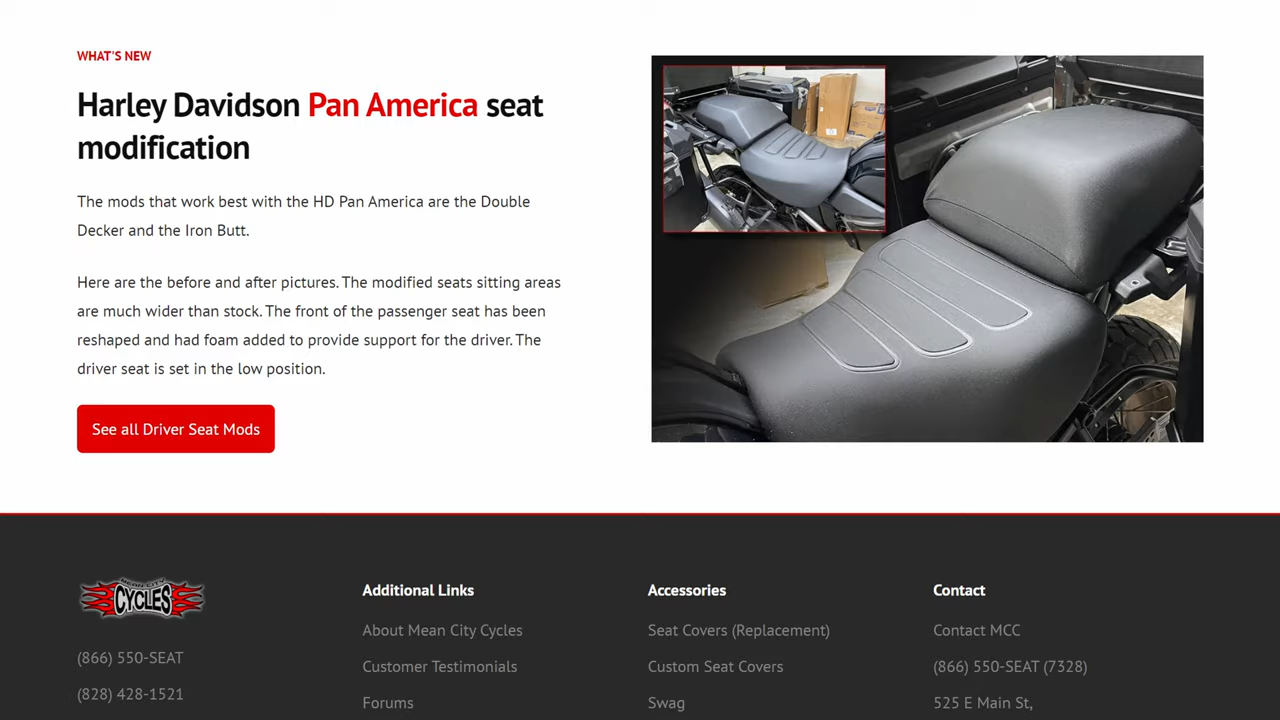 WHAT'S NEW
Harley Davidson Pan America seat
modification
The mods that work best with the HD Pan America are the Double
Decker and the Iron Butt.
Here are the before and after pictures. The modified seats sitting areas
are much wider than stock. The front of the passenger seat has been
reshaped and had foam added to provide support for the driver. The
driver seat is set in the low position.
See all Driver Seat Mods
MEAN CITY
CYCLES
(866) 550-SEAT
(828) 428-1521
Additional Links
About Mean City Cycles
Customer Testimonials
Forums
Accessories
Seat Covers (Replacement)
Custom Seat Covers
Swag
Contact
Contact MCC
(866) 550-SEAT (7328)
525 E Main St,